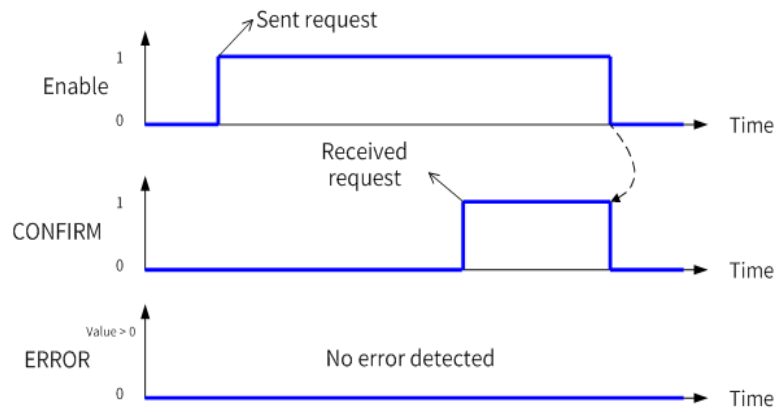 Sent request
1
Enable
0
Time
Received
request
1
CONFIRM
0
Time
Value > 0
ERROR
No error detected
0
Time